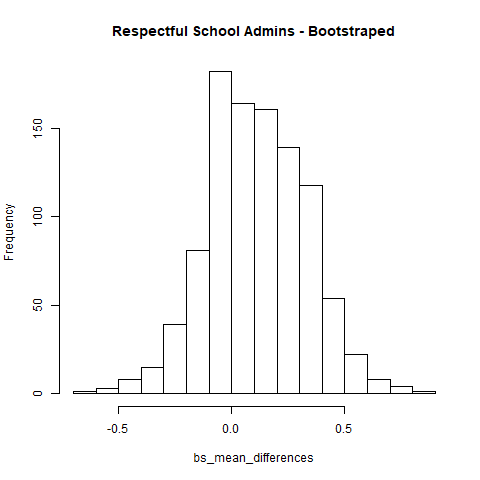 Respectful School Admins - Bootstraped
Frequency
150
100
50
0
-0.5 0.0 0.5
bs_mean_differences